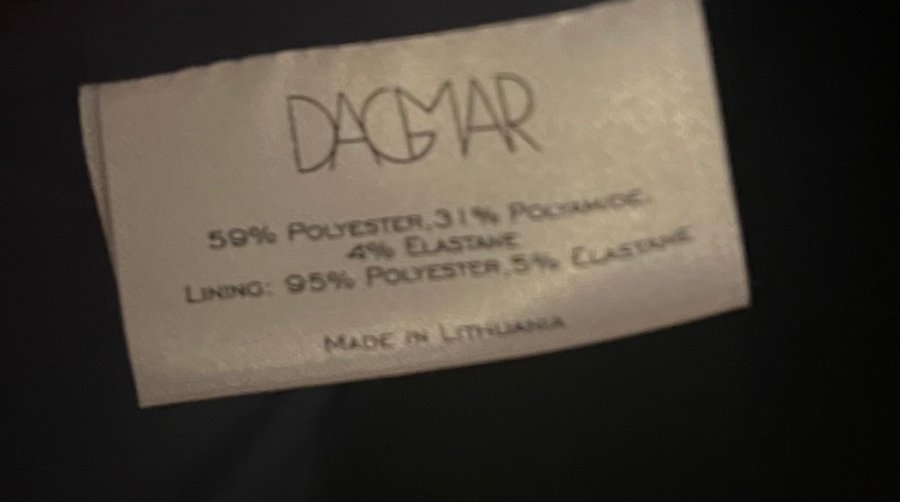 DAGMAR
59% POLYESTER,31% POLYAMIDE,
4% ELASTANE
LINING: 95% POLYESTER,5% ELASTANE
MADE IN LITHUANIA